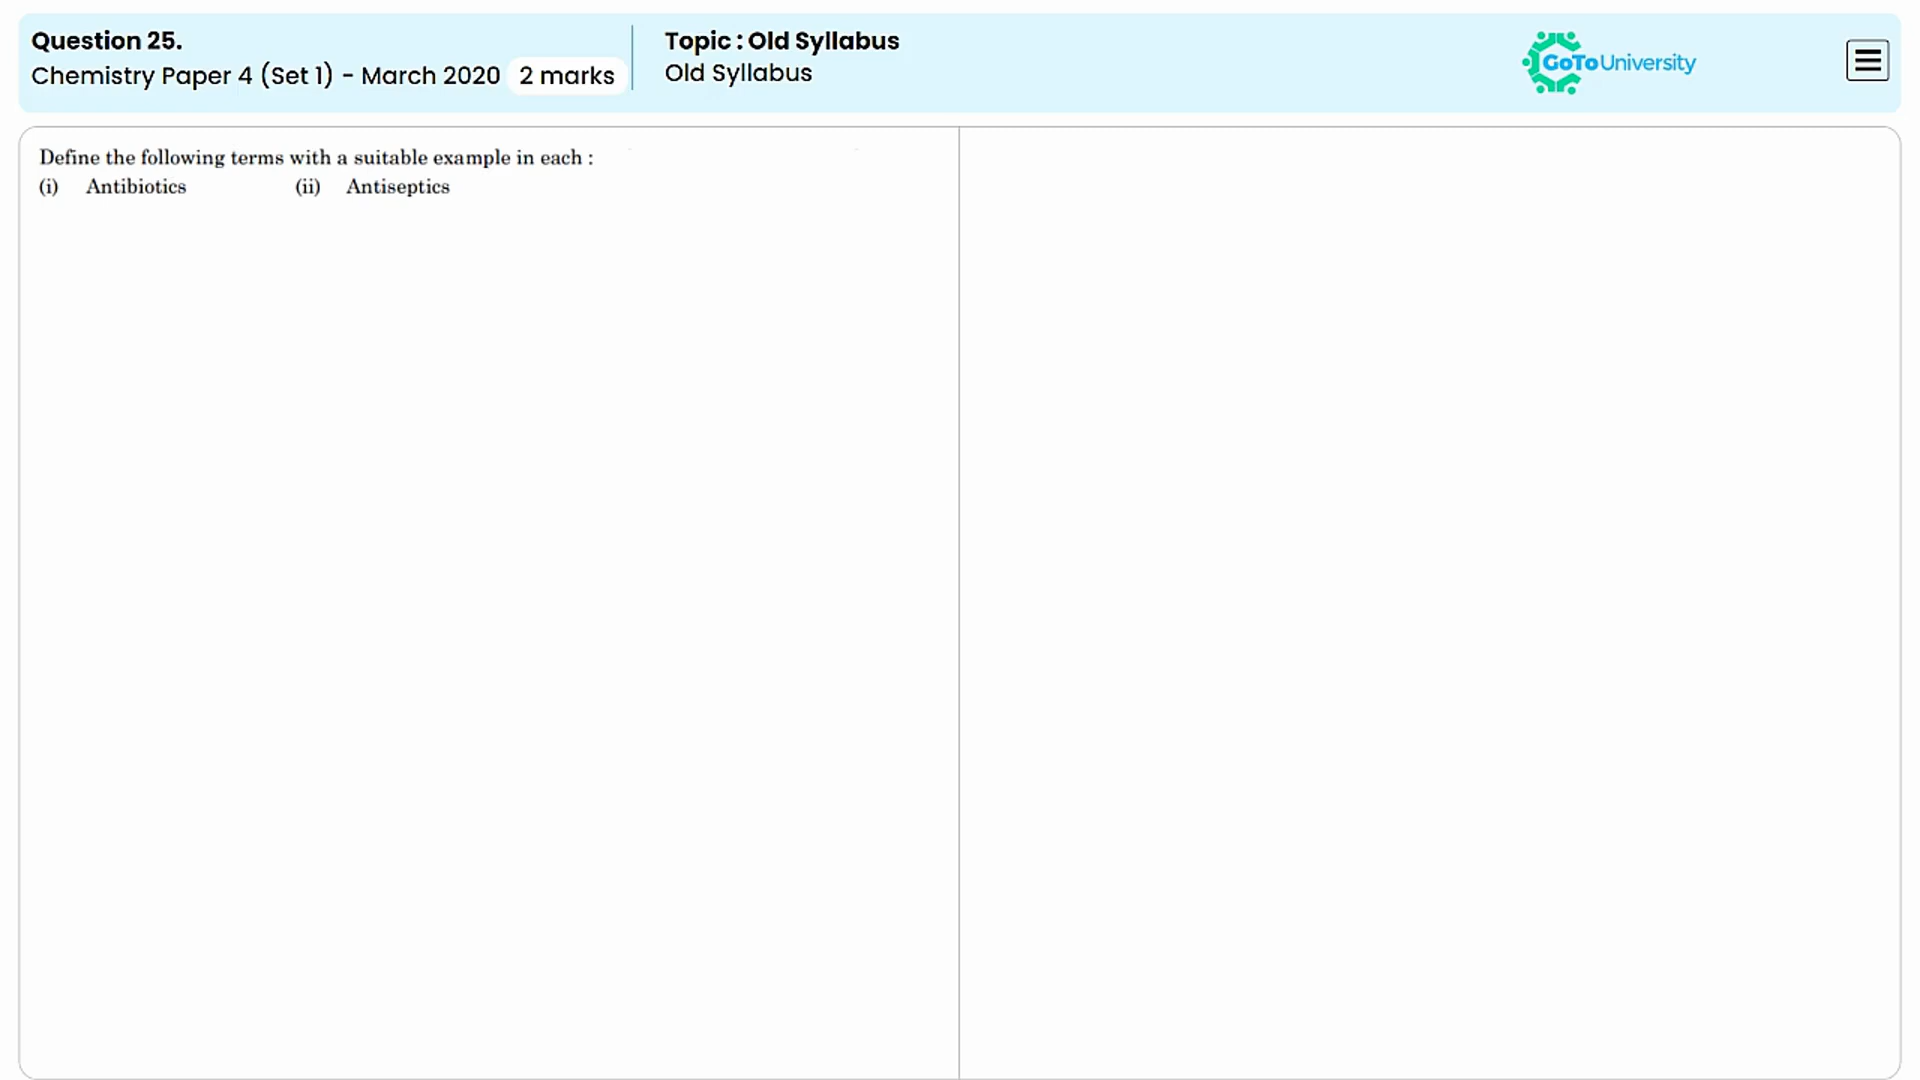 Question 25.
Chemistry Paper 4 (Set 1) - March 2020 2 marks
Topic : Old Syllabus
Old Syllabus
GoToUniversity
Define the following terms with a suitable example in each :
(i) Antibiotics (ii) Antiseptics